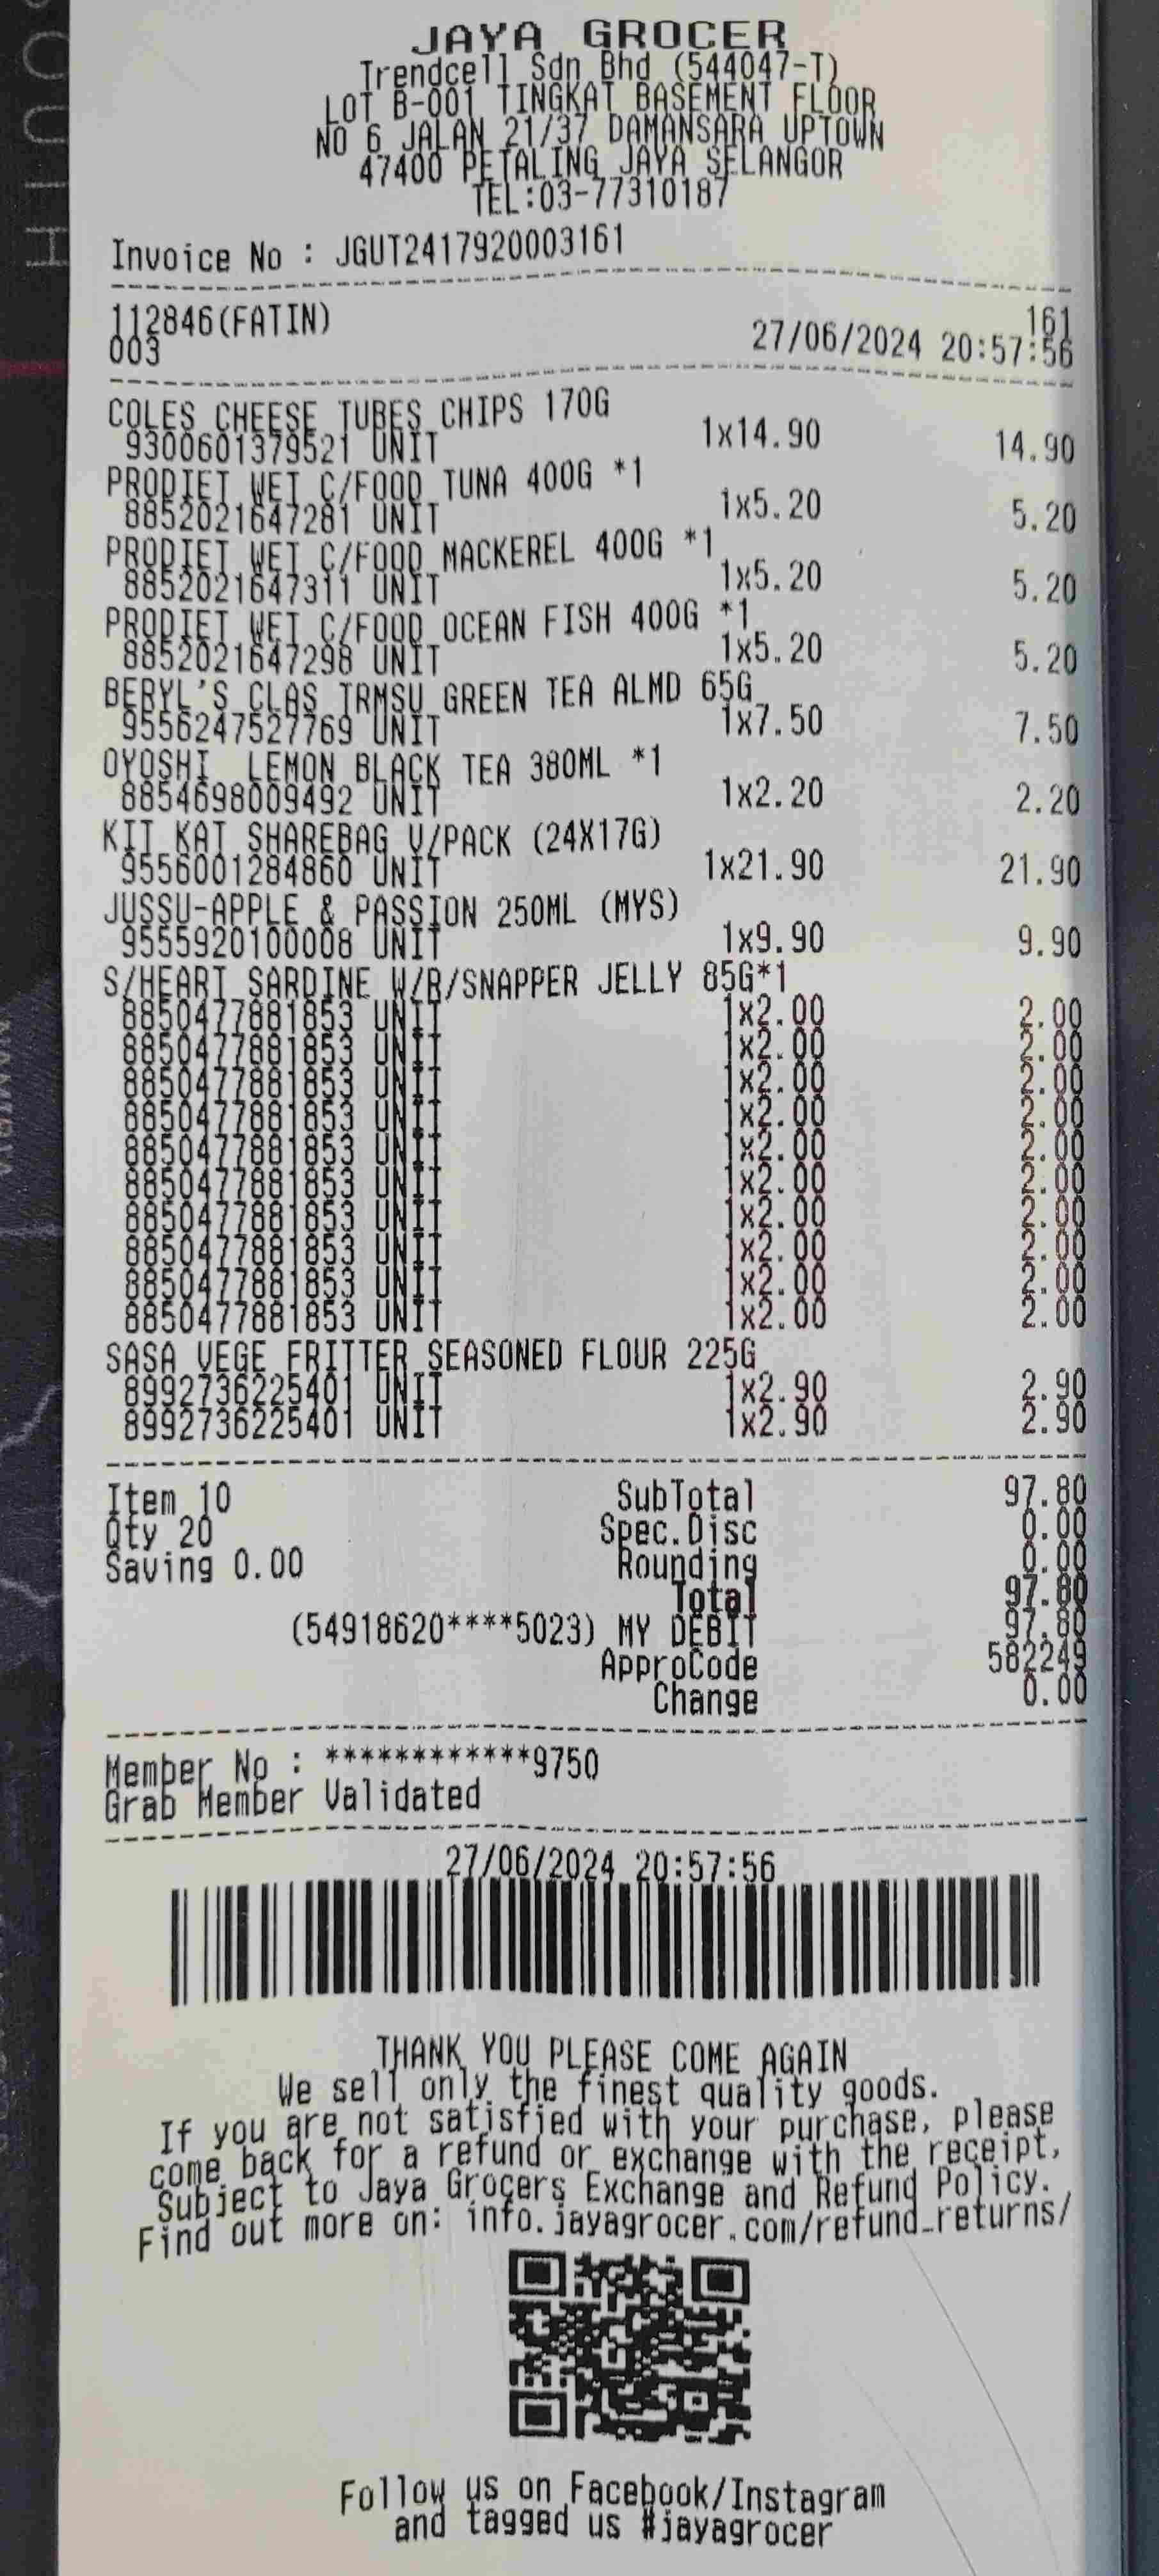 JAYA GROCER
Trendcell Sdn Bhd (544047-T)
LOT B-001 TINGKAT BASEMENT FLOOR
NO 6 JALAN 21/37 DAMANSARA UPTOWN
47400 PETALING JAYA SELANGOR
TEL:03-77310187
Invoice No : JGUT2417920003161
112846(FATIN) 161
003 27/06/2024 20:57:56
COLES CHEESE TUBES CHIPS 170G
9300601379521 UNIT 1x14.90 14.90
PRODIET WET C/FOOD TUNA 400G *1
8852021647281 UNIT 1x5.20 5.20
PRODIET WET C/FOOD MACKEREL 400G *1
8852021647311 UNIT 1x5.20 5.20
PRODIET WET C/FOOD OCEAN FISH 400G *1
8852021647298 UNIT 1x5.20 5.20
BERYL'S CLAS TRMSU GREEN TEA ALMD 65G
9556247527769 UNIT 1x7.50 7.50
OYOSHI LEMON BLACK TEA 380ML *1
8854698009492 UNIT 1x2.20 2.20
KIT KAT SHAREBAG V/PACK (24X17G)
9556001284860 UNIT 1x21.90 21.90
JUSSU-APPLE & PASSION 250ML (MYS)
9555920100008 UNIT 1x9.90 9.90
S/HEART SARDINE W/R/SNAPPER JELLY 85G*1
8850477881853 UNIT 1x2.00 2.00
8850477881853 UNIT 1x2.00 2.00
8850477881853 UNIT 1x2.00 2.00
8850477881853 UNIT 1x2.00 2.00
8850477881853 UNIT 1x2.00 2.00
8850477881853 UNIT 1x2.00 2.00
8850477881853 UNIT 1x2.00 2.00
8850477881853 UNIT 1x2.00 2.00
8850477881853 UNIT 1x2.00 2.00
8850477881853 UNIT 1x2.00 2.00
SASA VEGE FRITTER SEASONED FLOUR 225G
8992736225401 UNIT 1x2.90 2.90
8992736225401 UNIT 1x2.90 2.90
Item 10 SubTotal 97.80
Qty 20 Spec.Disc 0.00
Saving 0.00 Rounding 0.00
Total 97.80
(54918620****5023) MY DEBIT 97.80
ApproCode 582249
Change 0.00
Member No : ************9750
Grab Member Validated
27/06/2024 20:57:56
THANK YOU PLEASE COME AGAIN
We sell only the finest quality goods.
If you are not satisfied with your purchase, please
come back for a refund or exchange with the receipt,
Subject to Jaya Grocers Exchange and Refund Policy.
Find out more on: info.jayagrocer.com/refund_returns/
Follow us on Facebook/Instagram
and tagged us #jayagrocer